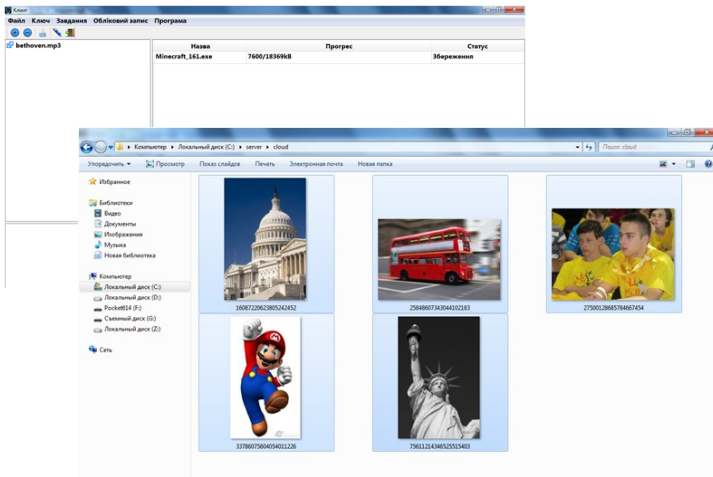 Клієнт
Файл Ключ Завдання Обліковий запис Програма
bethoven.mp3
Назва Прогрес Статус
Minecraft_161.exe 7600/18369kB Збереження
Компьютер Локальный диск (C:) server cloud
Поиск: cloud
Упорядочить Просмотр Показ слайдов Печать Электронная почта Новая папка
Избранное
Библиотеки
Видео
Документы
Изображения
Музыка
Новая библиотека
Компьютер
Локальный диск (C:)
Локальный диск (D:)
Pocket614 (F:)
Съемный диск (G:)
Локальный диск (Z:)
Сеть
16087220623805242452
25848607343044102183
27500128685784667454
33786075604054011226
75611214346525515403